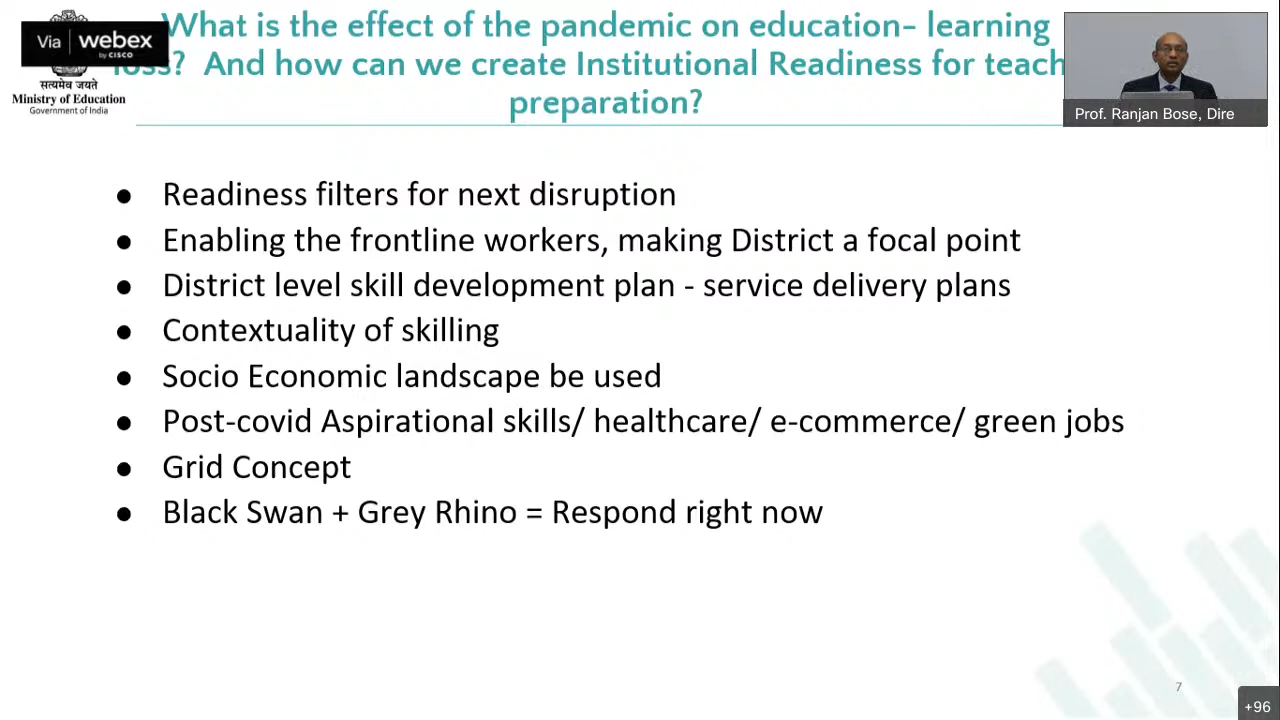 What is the effect of the pandemic on education- learning
Via webex
by CISCO
loss? And how can we create Institutional Readiness for teach
सत्यमेव जयते
Ministry of Education
Government of India
preparation?
Prof. Ranjan Bose, Dire
● Readiness filters for next disruption
● Enabling the frontline workers, making District a focal point
● District level skill development plan - service delivery plans
● Contextuality of skilling
● Socio Economic landscape be used
● Post-covid Aspirational skills/ healthcare/ e-commerce/ green jobs
● Grid Concept
● Black Swan + Grey Rhino = Respond right now
7
+96